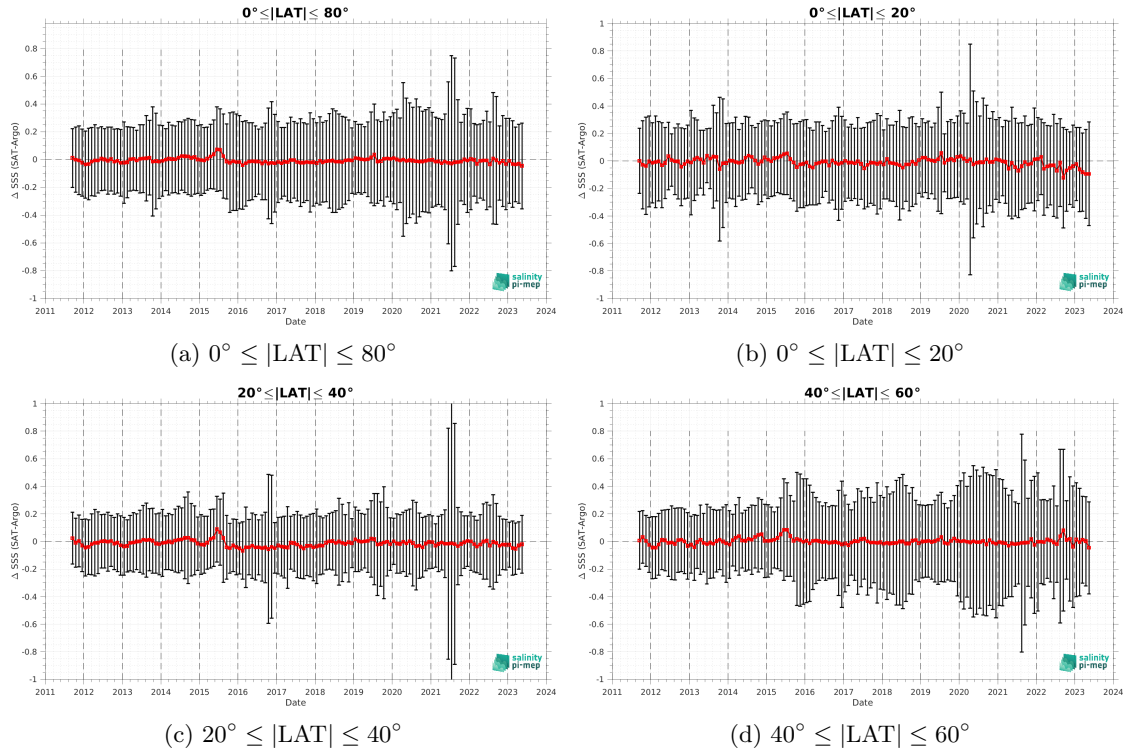 0°≤|LAT|≤ 80°
Δ SSS (SAT-Argo)
0.8
0.6
0.4
0.2
0
-0.2
-0.4
-0.6
-0.8
-1
2011 2012 2013 2014 2015 2016 2017 2018 2019 2020 2021 2022 2023 2024
Date
salinity
pi-mep
(a) 0° ≤ |LAT| ≤ 80°
0°≤|LAT|≤ 20°
Δ SSS (SAT-Argo)
1
0.8
0.6
0.4
0.2
0
-0.2
-0.4
-0.6
-0.8
-1
2011 2012 2013 2014 2015 2016 2017 2018 2019 2020 2021 2022 2023 2024
Date
salinity
pi-mep
(b) 0° ≤ |LAT| ≤ 20°
20°≤|LAT|≤ 40°
Δ SSS (SAT-Argo)
1
0.8
0.6
0.4
0.2
0
-0.2
-0.4
-0.6
-0.8
-1
2011 2012 2013 2014 2015 2016 2017 2018 2019 2020 2021 2022 2023 2024
Date
salinity
pi-mep
(c) 20° ≤ |LAT| ≤ 40°
40°≤|LAT|≤ 60°
Δ SSS (SAT-Argo)
1
0.8
0.6
0.4
0.2
0
-0.2
-0.4
-0.6
-0.8
-1
2011 2012 2013 2014 2015 2016 2017 2018 2019 2020 2021 2022 2023 2024
Date
salinity
pi-mep
(d) 40° ≤ |LAT| ≤ 60°